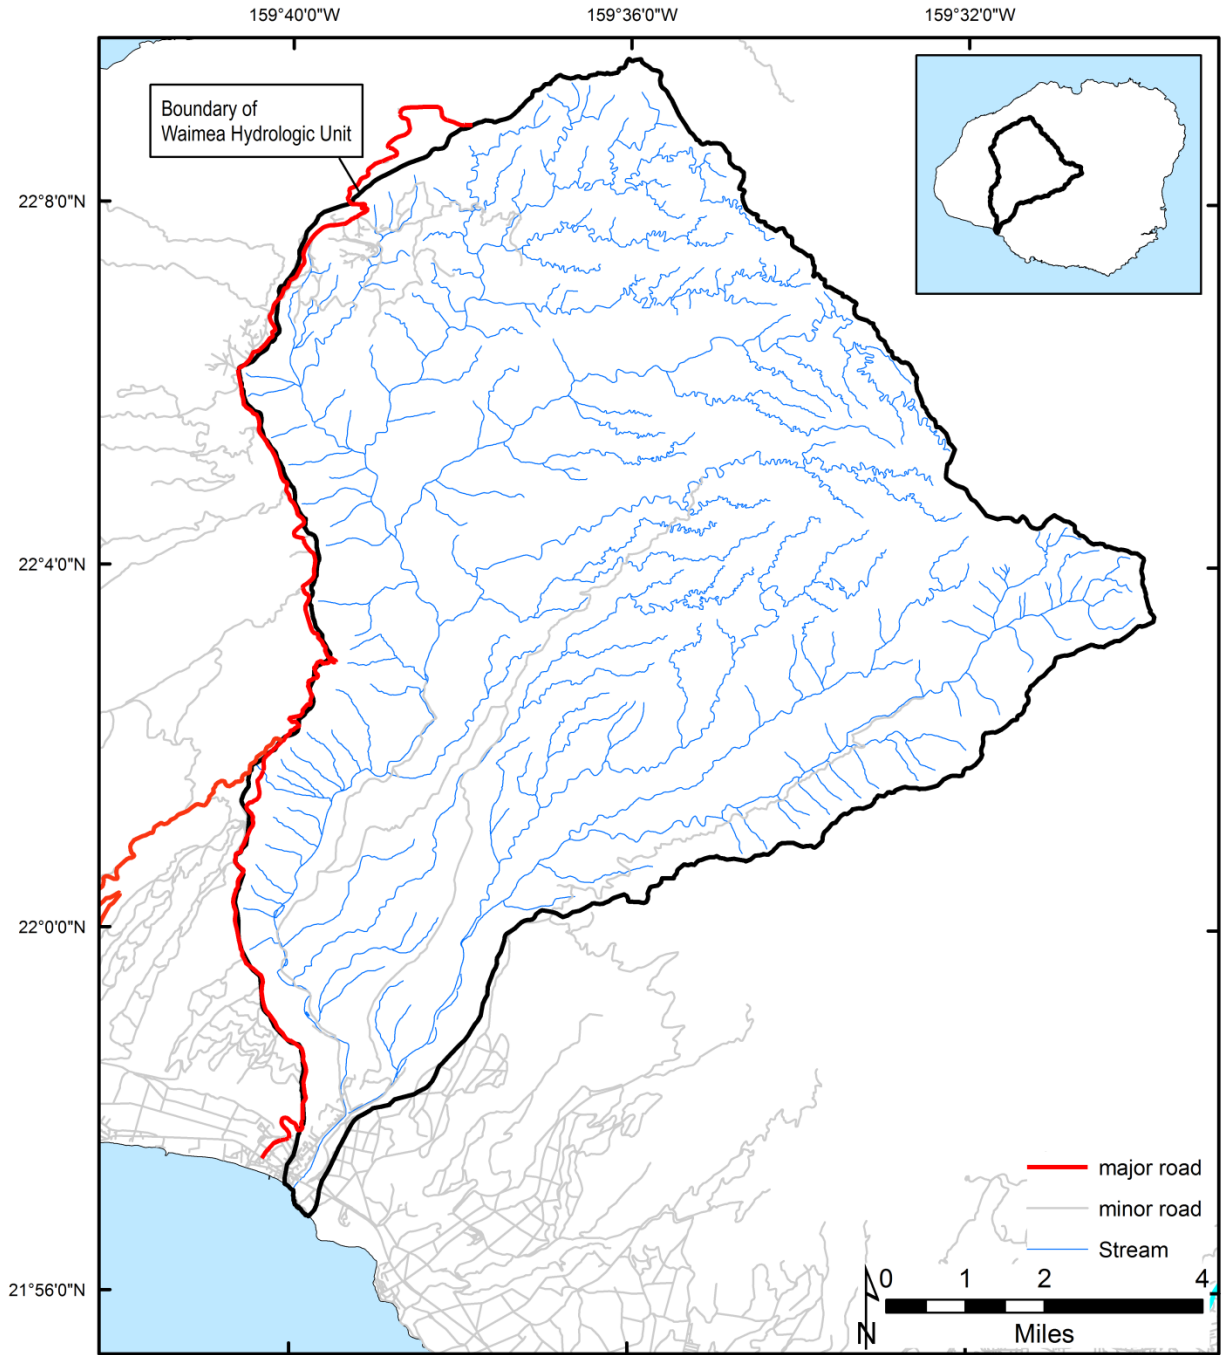 159°40'0"W
159°36'0"W
159°32'0"W
Boundary of
Waimea Hydrologic Unit
22°8'0"N
22°4'0"N
22°0'0"N
21°56'0"N
major road
minor road
Stream
0 1 2 4
Miles
N